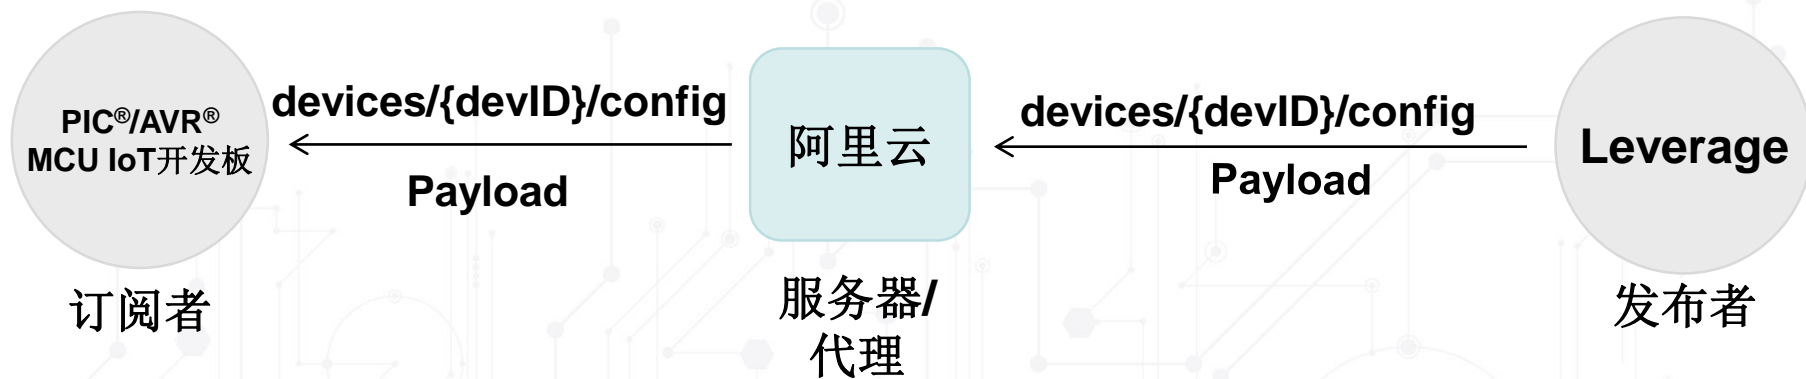 PIC®/AVR®
MCU IoT开发板
订阅者
devices/{devID}/config
Payload
阿里云
服务器/
代理
devices/{devID}/config
Payload
Leverage
发布者